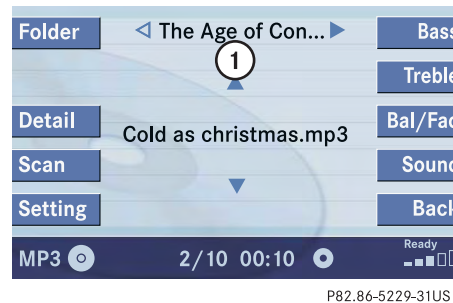 Folder
The Age of Con...
Bass
1
Treble
Detail
Cold as christmas.mp3
Bal/Fad
Scan
Sound
Setting
Back
MP3
2/10 00:10
Ready
P82.86-5229-31US